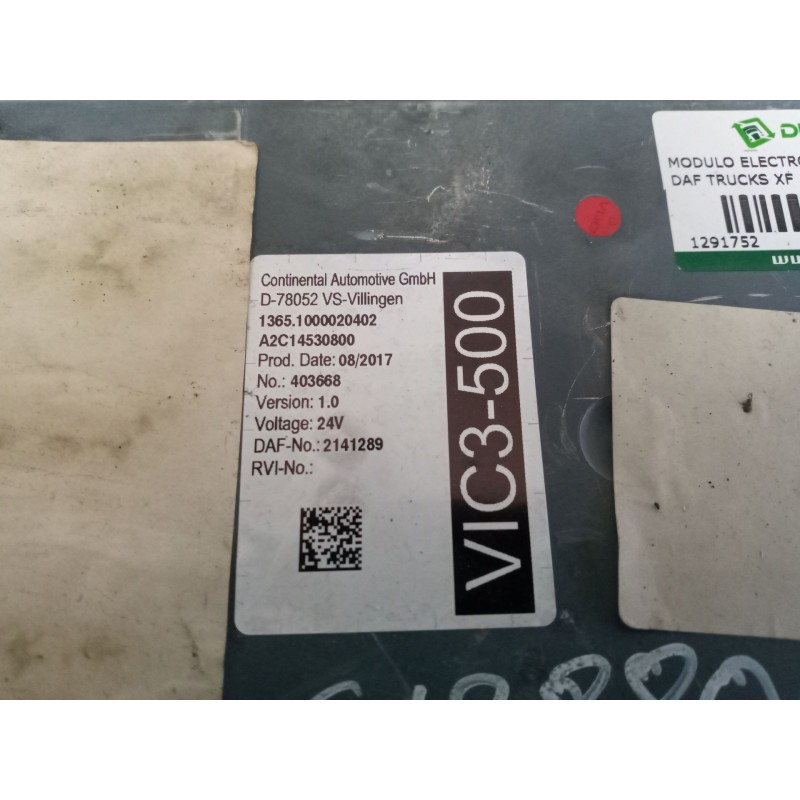 MODULO ELECTRO
DAF TRUCKS XF
1291752
Continental Automotive GmbH
D-78052 VS-Villingen
1365.1000020402
A2C14530800
Prod. Date: 08/2017
No.: 403668
Version: 1.0
Voltage: 24V
DAF-No.: 2141289
RVI-No.:
VIC3-500